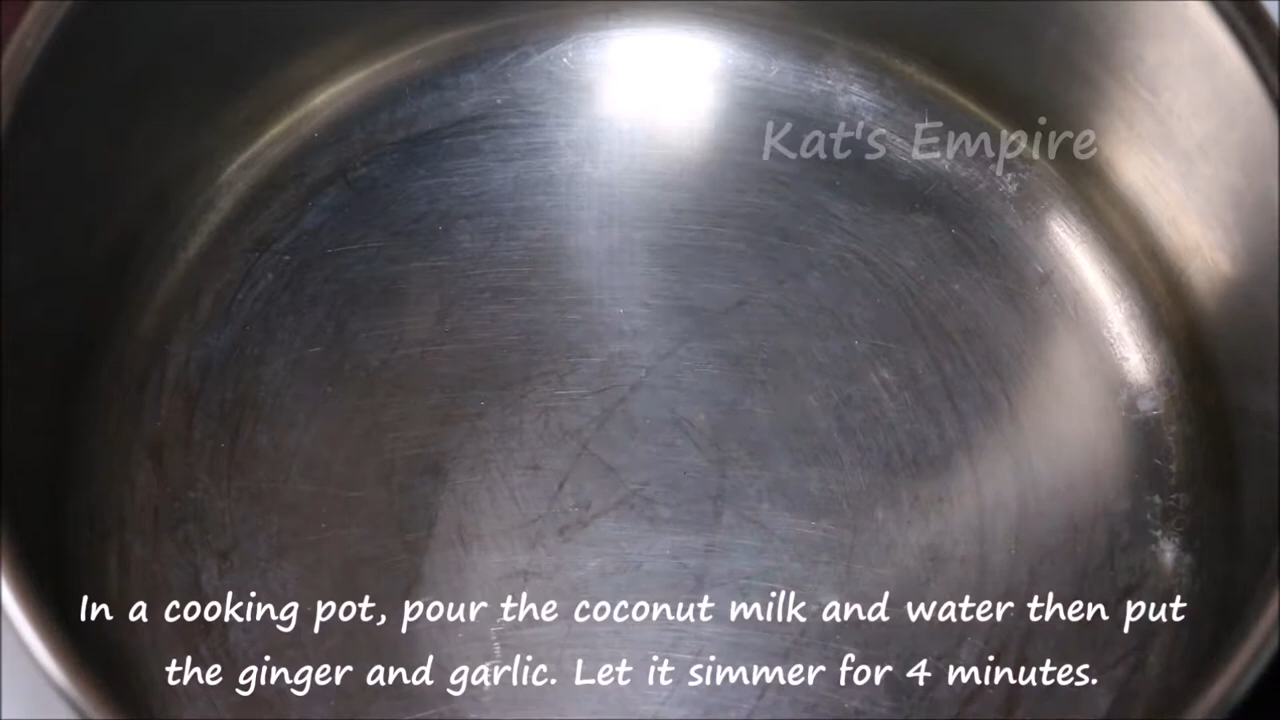 Kat's Empire
In a cooking pot, pour the coconut milk and water then put
the ginger and garlic. Let it simmer for 4 minutes.